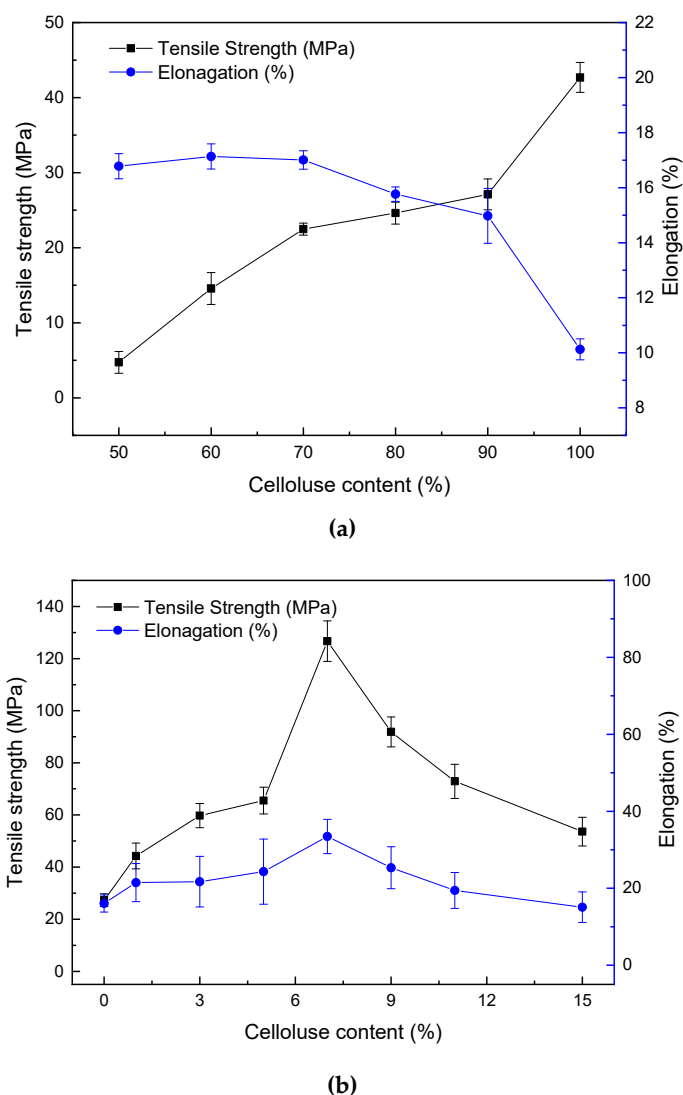 50
40
30
20
10
0
Tensile strength (MPa)
Tensile Strength (MPa)
Elonagation (%)
22
20
18
16
14
12
10
8
Elongation (%)
50 60 70 80 90 100
Celloluse content (%)
(a)
140
120
100
80
60
40
20
0
Tensile strength (MPa)
Tensile Strength (MPa)
Elonagation (%)
100
80
60
40
20
0
Elongation (%)
0 3 6 9 12 15
Celloluse content (%)
(b)